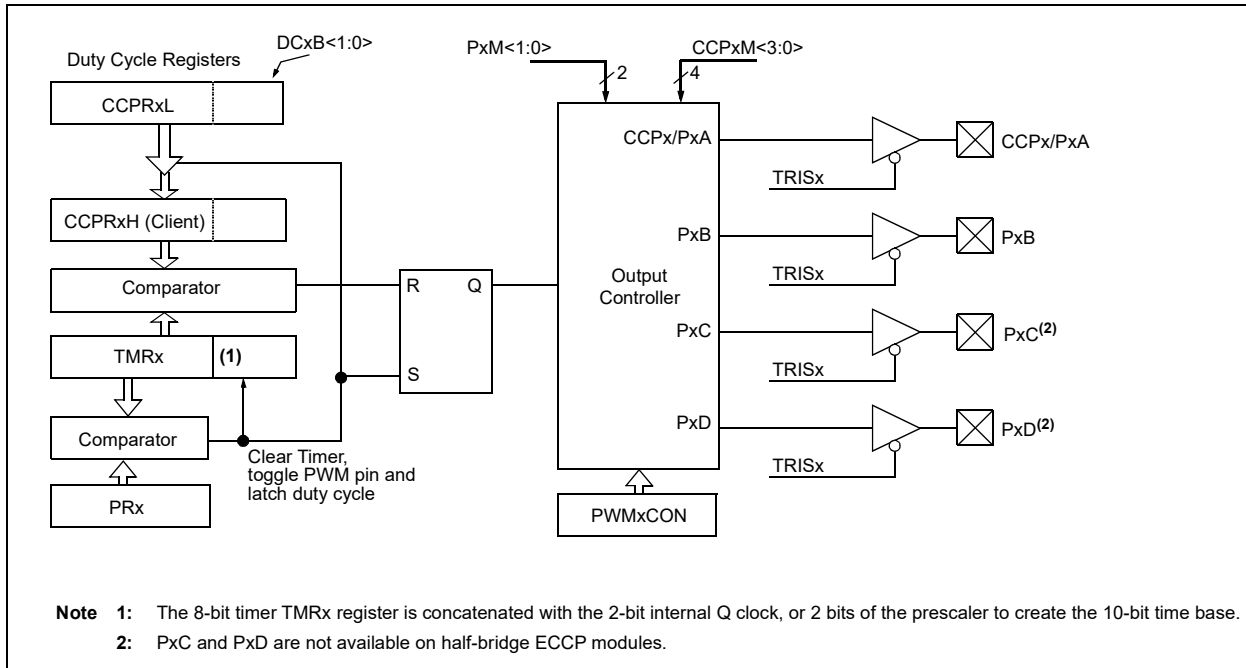 DCxB<1:0>
Duty Cycle Registers
CCPRxL
CCPRxH (Client)
Comparator
TMRx
(1)
Comparator
PRx
Clear Timer,
toggle PWM pin and
latch duty cycle
R
Q
S
PxM<1:0>
2
CCPxM<3:0>
4
CCPx/PxA
PxB
Output
Controller
PxC
PxD
PWMxCON
TRISx
CCPx/PxA
TRISx
PxB
TRISx
PxC(2)
TRISx
PxD(2)
Note 1: The 8-bit timer TMRx register is concatenated with the 2-bit internal Q clock, or 2 bits of the prescaler to create the 10-bit time base.
2: PxC and PxD are not available on half-bridge ECCP modules.